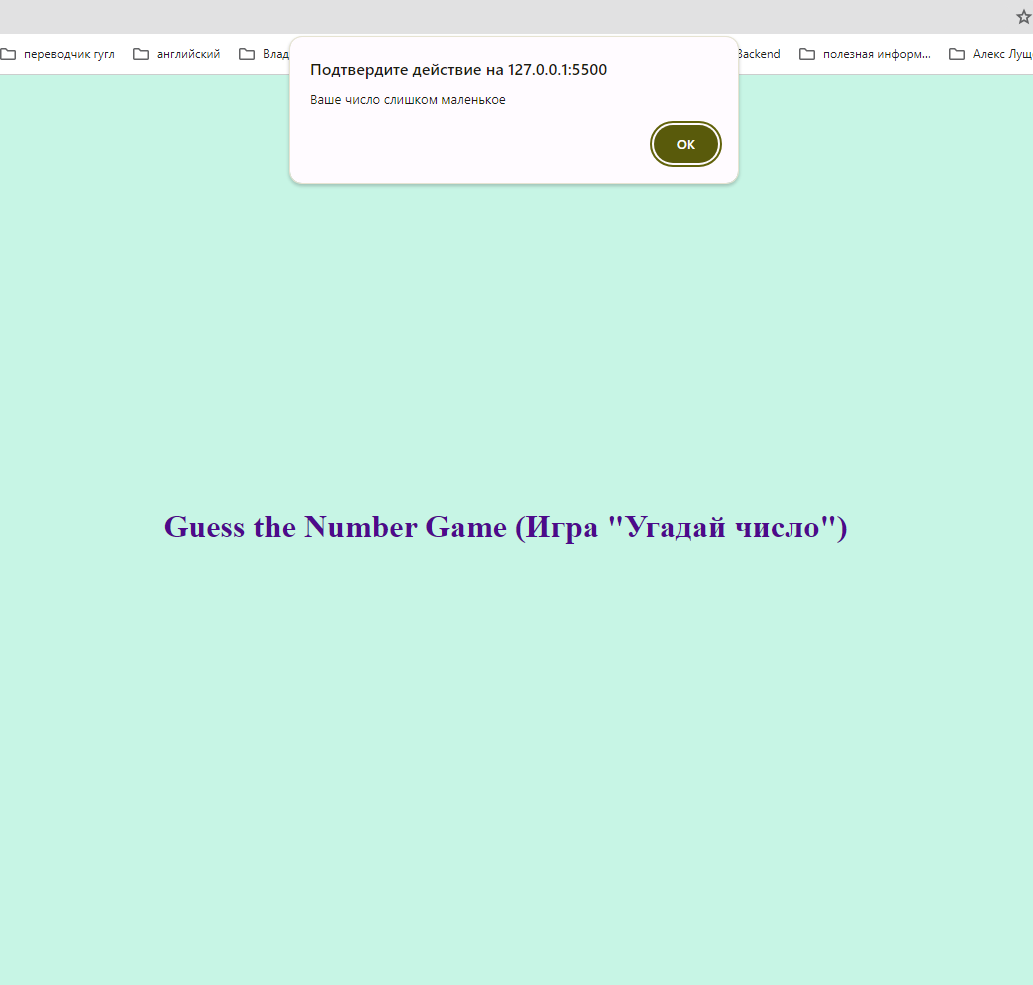 переводчик гугл английский Влад Backend полезная информ... Алекс Лущ
Подтвердите действие на 127.0.0.1:5500
Ваше число слишком маленькое
ОК
Guess the Number Game (Игра "Угадай число")